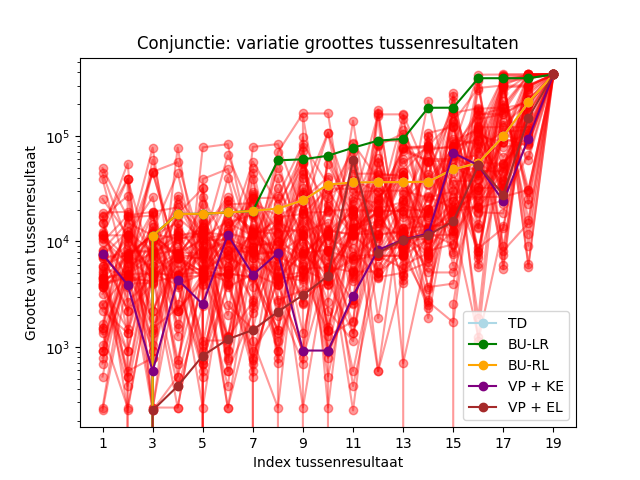 Conjunctie: variatie groottes tussenresultaten
Grootte van tussenresultaat
10^5
10^4
10^3
TD
BU-LR
BU-RL
VP + KE
VP + EL
1 3 5 7 9 11 13 15 17 19
Index tussenresultaat